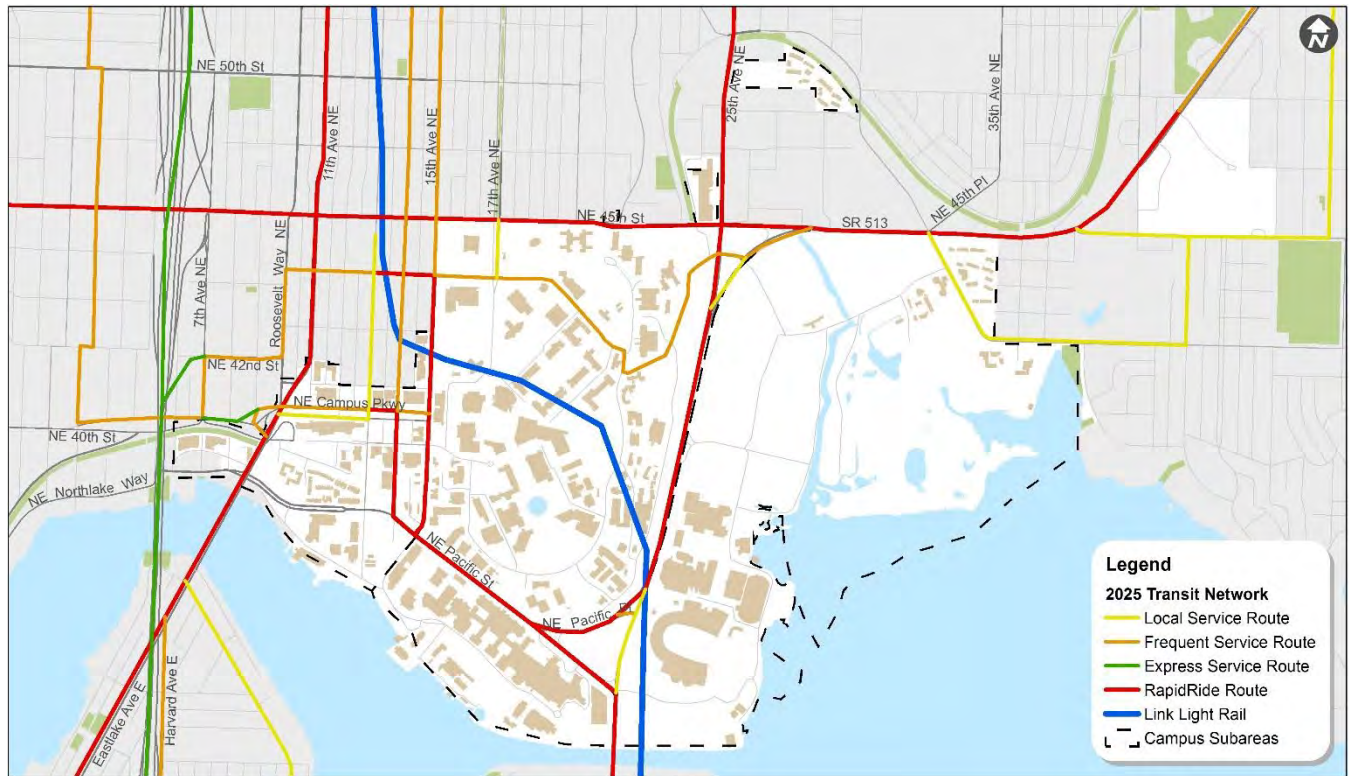 N
NE 50th St
11th Ave NE
15th Ave NE
17th Ave NE
25th Ave NE
35th Ave NE
NE 45th St
SR 513
NE 45th Pl
7th Ave NE
Roosevelt Way NE
NE 42nd St
NE Campus Pkwy
NE 40th St
NE Northlake Way
NE Pacific St
NE Pacific Pl
Eastlake Ave E
Harvard Ave E
Legend
2025 Transit Network
Local Service Route
Frequent Service Route
Express Service Route
RapidRide Route
Link Light Rail
Campus Subareas